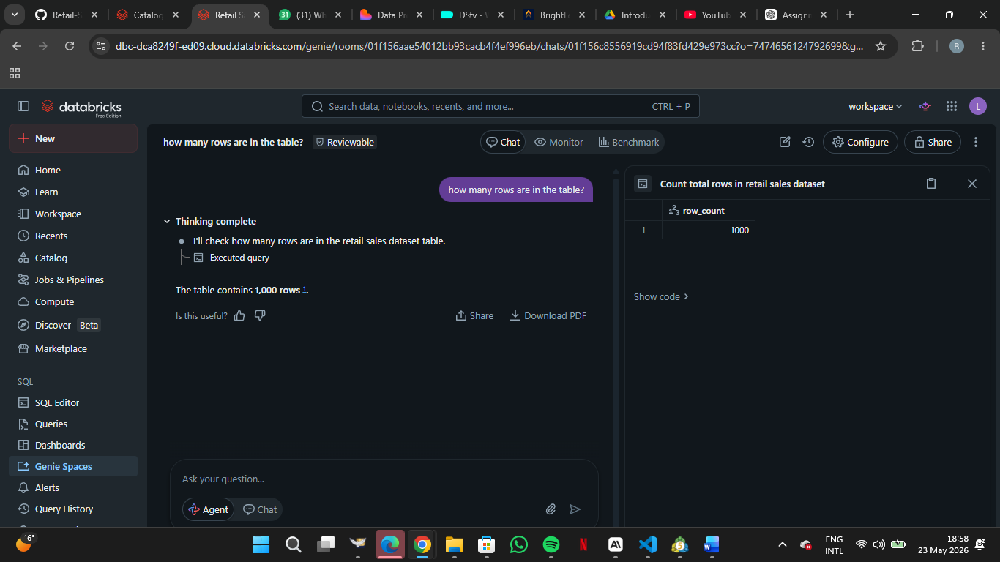 Retail-S
Catalog
Retail S
(31) Wh
Data Pr
DStv - W
BrightLe
Introdu
YouTub
Assignm
dbc-dca8249f-ed09.cloud.databricks.com/genie/rooms/01f156aae54012bb93cacb4f4ef996eb/chats/01f156c8556919cd94f83fd429e973cc?o=7474656124792699&g...
R
databricks
Free Edition
Search data, notebooks, recents, and more...
CTRL + P
workspace
L
New
Home
Learn
Workspace
Recents
Catalog
Jobs & Pipelines
Compute
Discover Beta
Marketplace
SQL
SQL Editor
Queries
Dashboards
Genie Spaces
Alerts
Query History
how many rows are in the table?
Reviewable
Chat
Monitor
Benchmark
Configure
Share
how many rows are in the table?
Thinking complete
I'll check how many rows are in the retail sales dataset table.
Executed query
The table contains 1,000 rows 1.
Is this useful?
Share
Download PDF
Ask your question...
Agent
Chat
Count total rows in retail sales dataset
row_count
1 1000
Show code
16°
ENG
INTL
18:58
23 May 2026